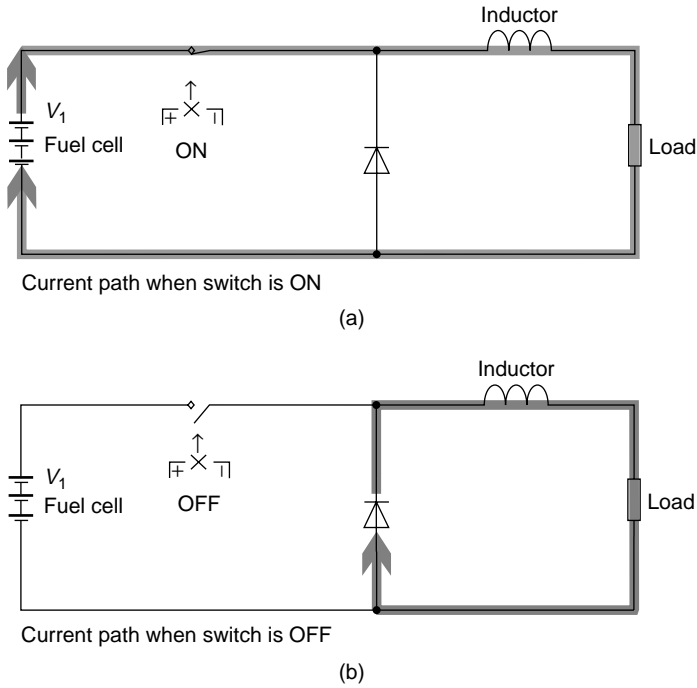 Inductor
V1
Fuel cell
ON
Load
Current path when switch is ON
(a)
Inductor
V1
Fuel cell
OFF
Load
Current path when switch is OFF
(b)